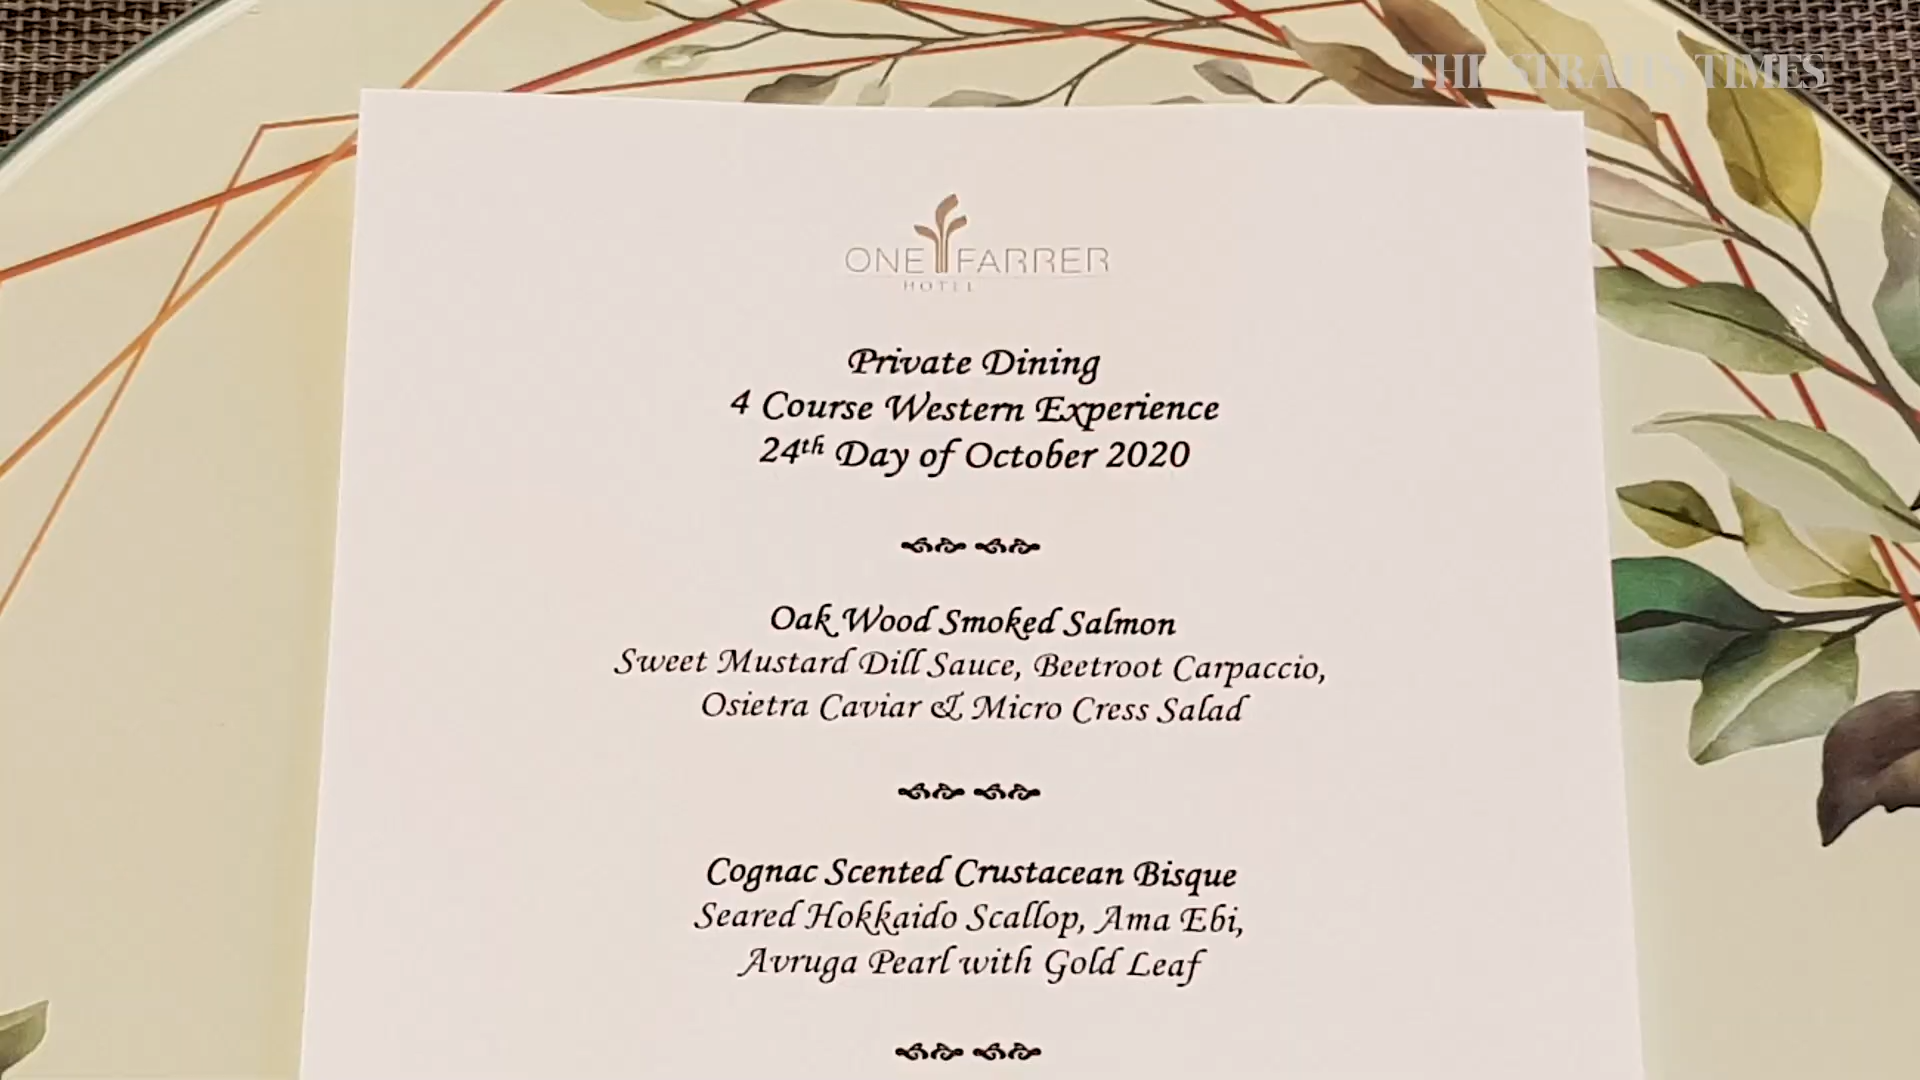 THE STRAITS TIMES
ONE FARRER
HOTEL
Private Dining
4 Course Western Experience
24th Day of October 2020
Oak Wood Smoked Salmon
Sweet Mustard Dill Sauce, Beetroot Carpaccio,
Osietra Caviar & Micro Cress Salad
Cognac Scented Crustacean Bisque
Seared Hokkaido Scallop, Ama Ebi,
Avruga Pearl with Gold Leaf